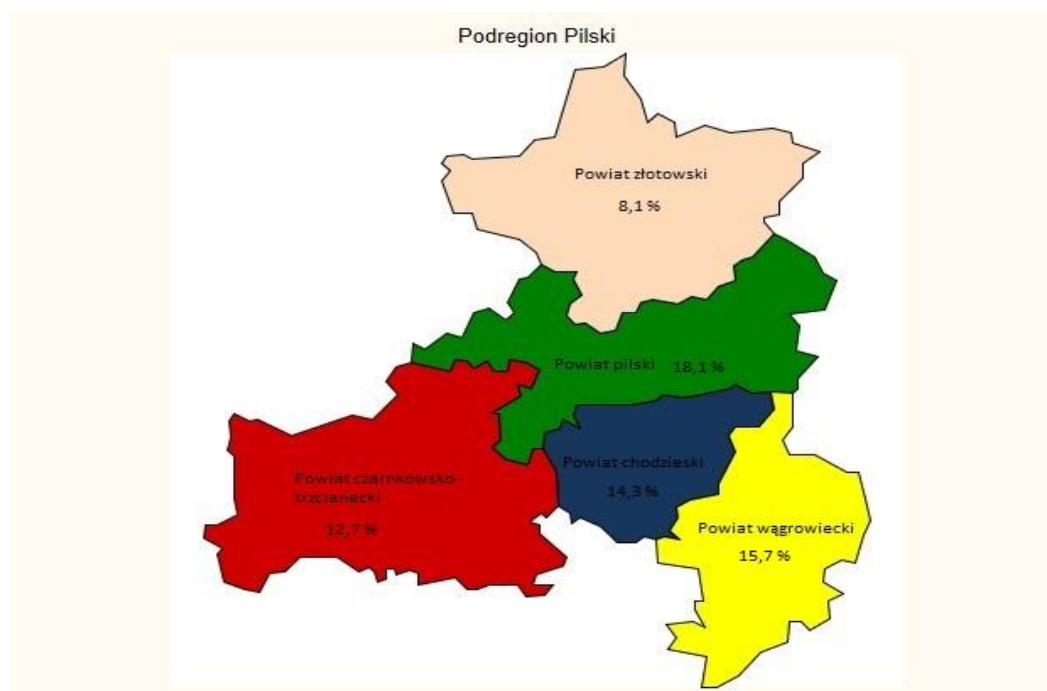 Podregion Pilski
Powiat złotowski
8,1 %
Powiat pilski 18,1 %
Powiat chodzieski
14,3 %
Powiat czarnkowsko-
trzcianecki
12,7 %
Powiat wągrowiecki
15,7 %